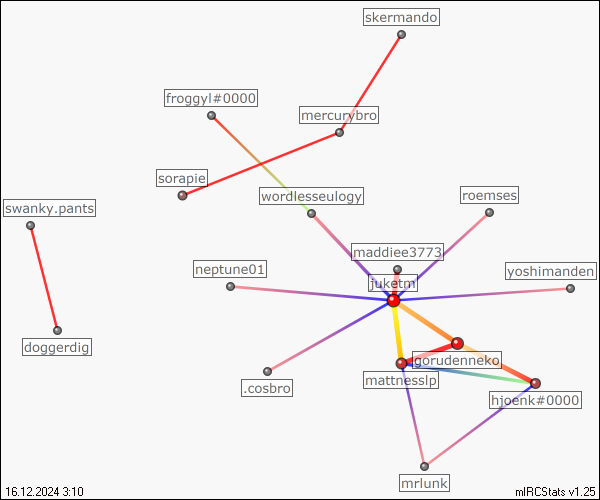 skermando
froggyl#0000
mercurybro
sorapie
wordlesseulogy
roemses
swanky.pants
maddiee3773
neptune01
juketm
yoshimanden
doggerdig
gorudenneko
mattnesslp
.cosbro
hjoenk#0000
mrlunk
16.12.2024 3:10
mIRCStats v1.25